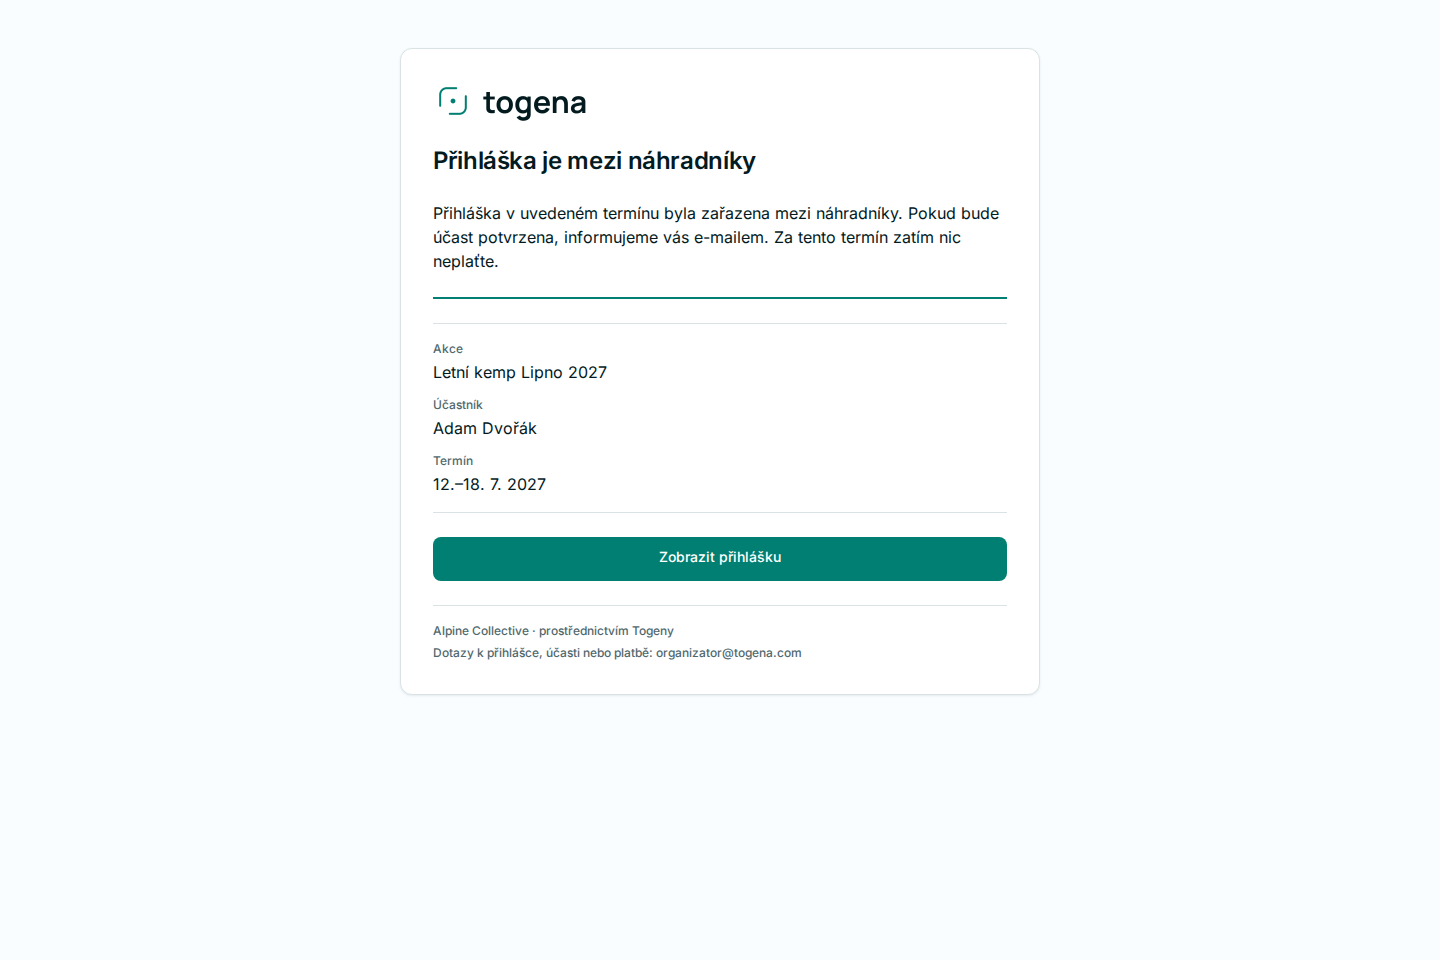 togena
Přihláška je mezi náhradníky
Přihláška v uvedeném termínu byla zařazena mezi náhradníky. Pokud bude
účast potvrzena, informujeme vás e-mailem. Za tento termín zatím nic
neplaťte.
Akce
Letní kemp Lipno 2027
Účastník
Adam Dvořák
Termín
12.–18. 7. 2027
Zobrazit přihlášku
Alpine Collective · prostřednictvím Togeny
Dotazy k přihlášce, účasti nebo platbě: organizator@togena.com